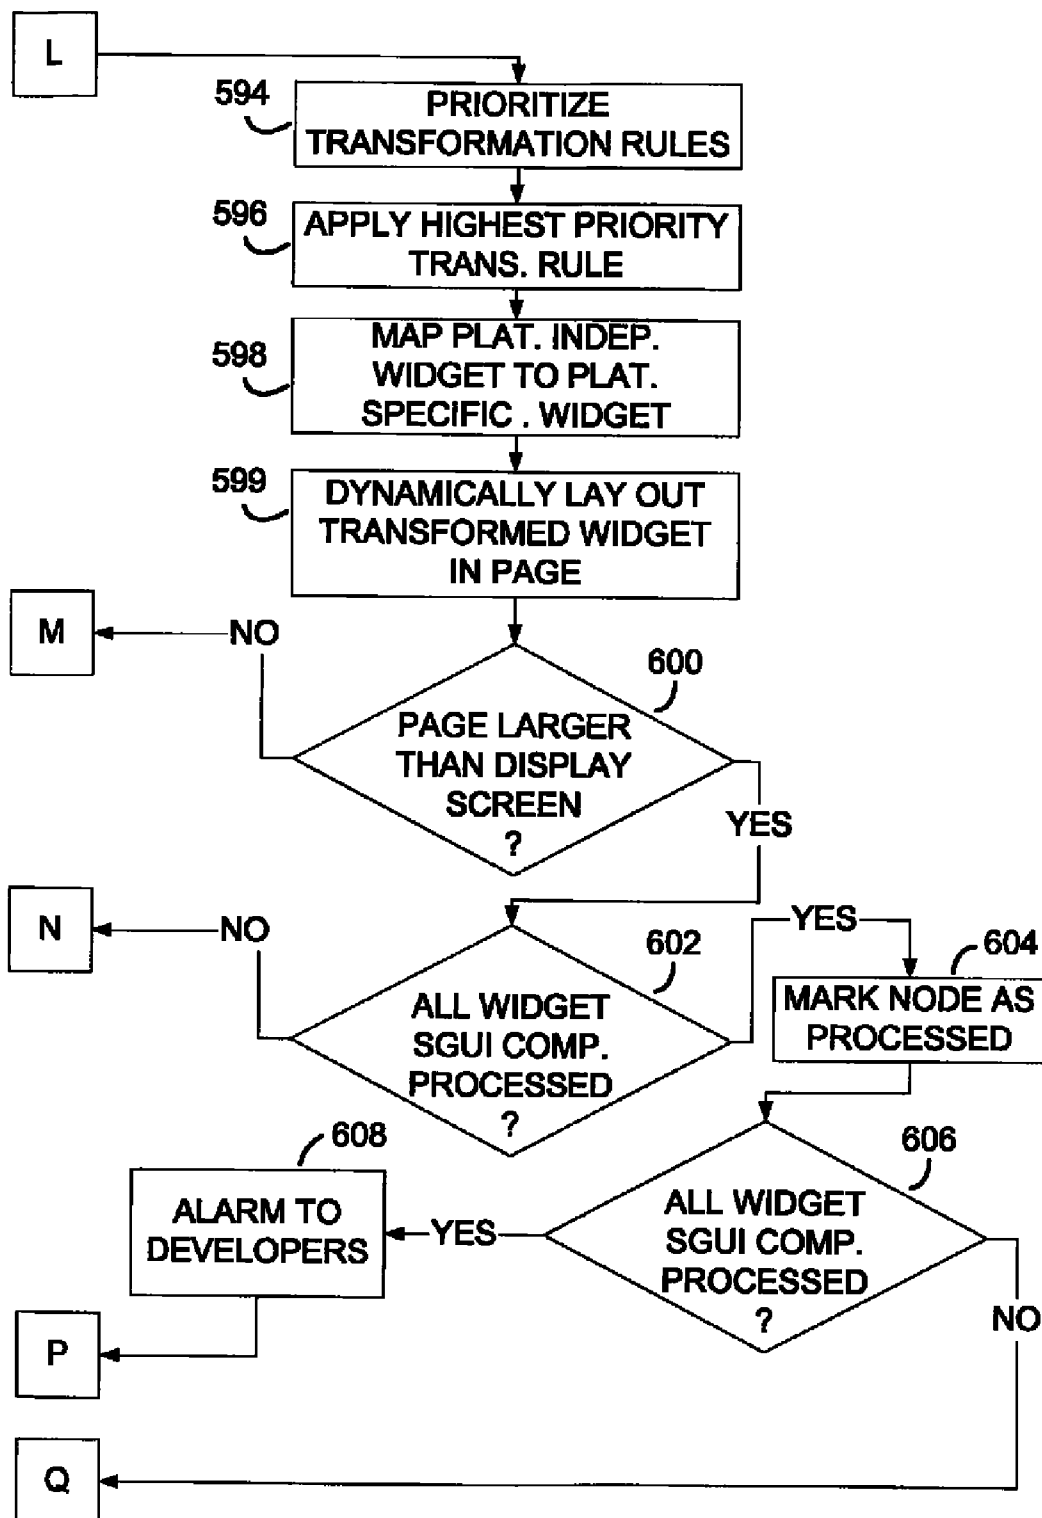 L
594
PRIORITIZE
TRANSFORMATION RULES
596
APPLY HIGHEST PRIORITY
TRANS. RULE
598
MAP PLAT. INDEP.
WIDGET TO PLAT.
SPECIFIC . WIDGET
599
DYNAMICALLY LAY OUT
TRANSFORMED WIDGET
IN PAGE
M
NO
600
PAGE LARGER
THAN DISPLAY
SCREEN
?
YES
N
NO
602
ALL WIDGET
SGUI COMP.
PROCESSED
?
YES
604
MARK NODE AS
PROCESSED
606
ALL WIDGET
SGUI COMP.
PROCESSED
?
YES
608
ALARM TO
DEVELOPERS
NO
P
Q